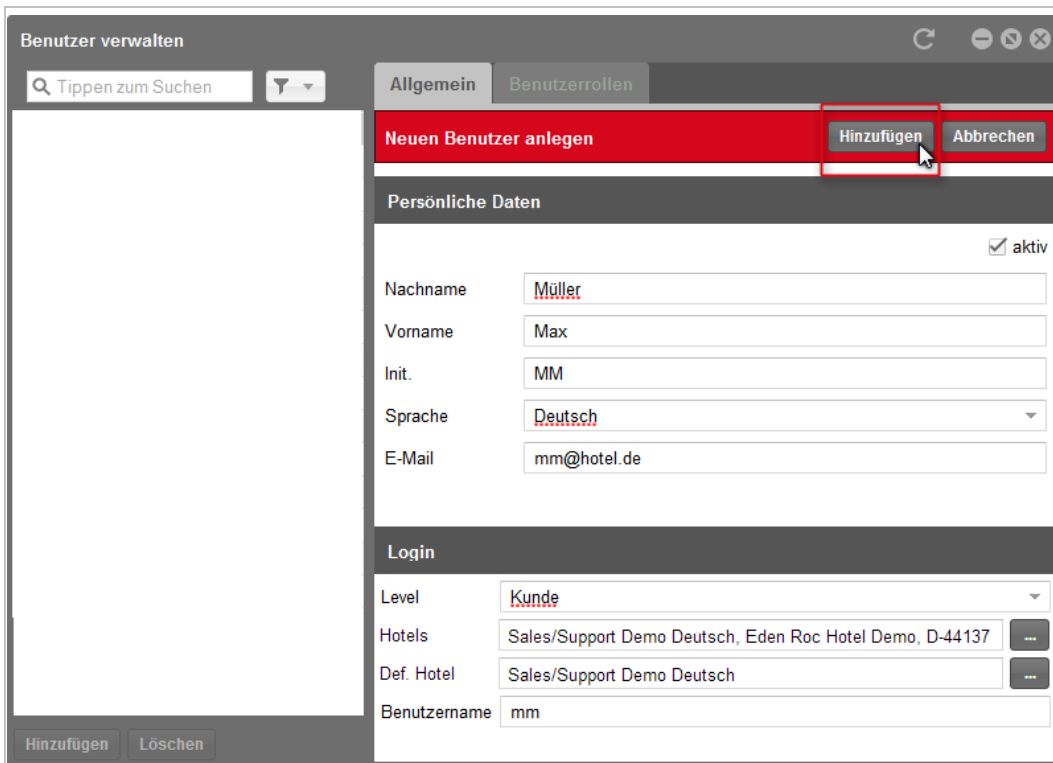 Benutzer verwalten
Tippen zum Suchen
Allgemein Benutzerrollen
Neuen Benutzer anlegen Hinzufügen Abbrechen
Persönliche Daten
aktiv
Nachname Müller
Vorname Max
Init. MM
Sprache Deutsch
E-Mail mm@hotel.de
Login
Level Kunde
Hotels Sales/Support Demo Deutsch, Eden Roc Hotel Demo, D-44137 ...
Def. Hotel Sales/Support Demo Deutsch ...
Benutzername mm
Hinzufügen Löschen